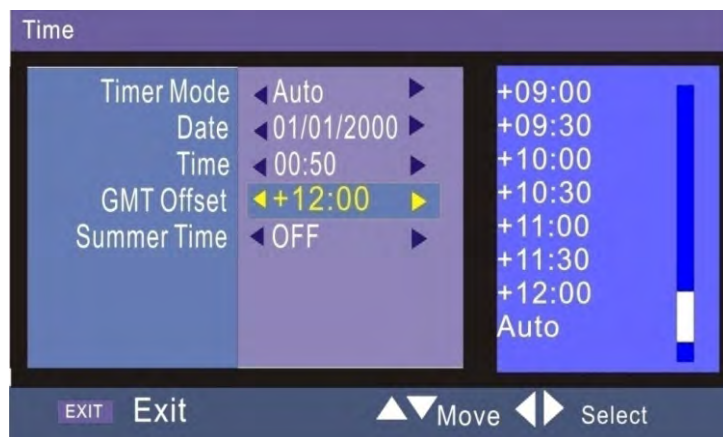 Time
Timer Mode Auto
Date 01/01/2000
Time 00:50
GMT Offset +12:00
Summer Time OFF
+09:00
+09:30
+10:00
+10:30
+11:00
+11:30
+12:00
Auto
EXIT Exit Move Select